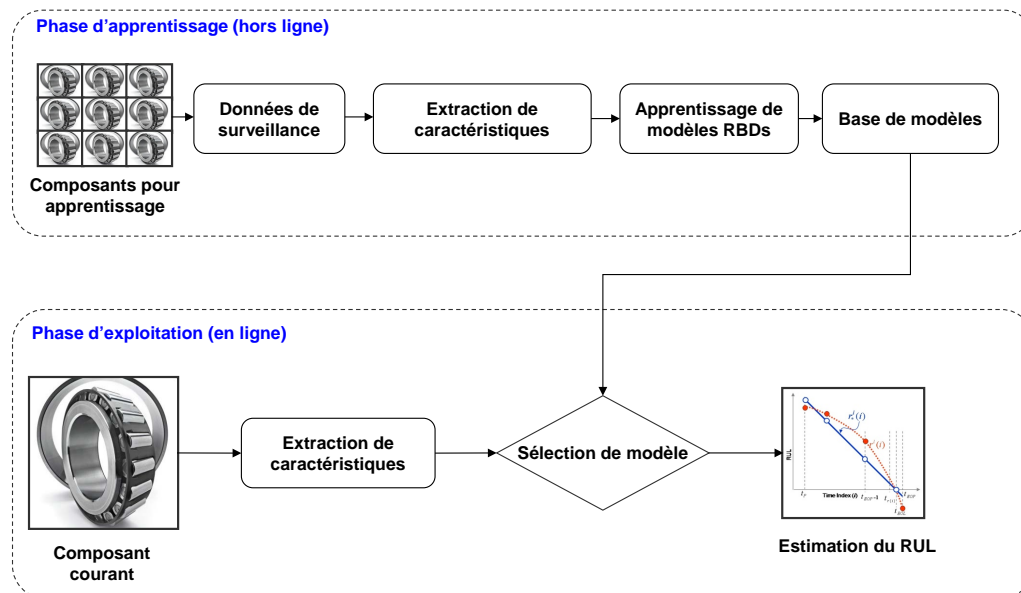 Phase d'apprentissage (hors ligne)
Données de
surveillance
Extraction de
caractéristiques
Apprentissage de
modèles RBDs
Base de modèles
Composants pour
apprentissage
Phase d'exploitation (en ligne)
Extraction de
caractéristiques
Sélection de modèle
Composant
courant
RUL
Time Index (i)
Estimation du RUL